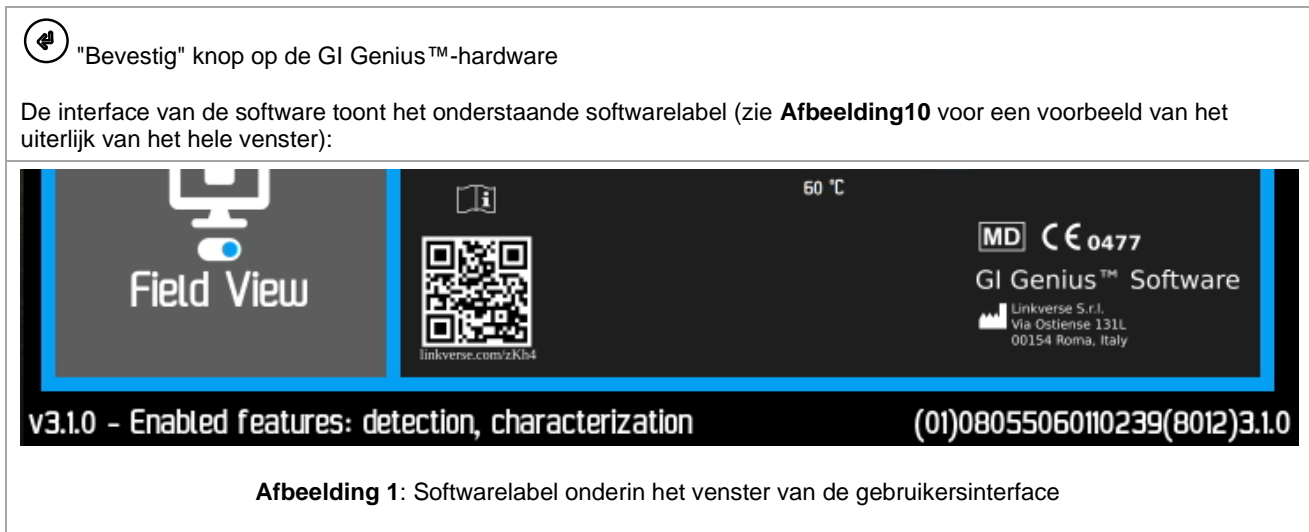 "Bevestig" knop op de GI Genius™-hardware
De interface van de software toont het onderstaande softwarelabel (zie Afbeelding10 voor een voorbeeld van het
uiterlijk van het hele venster):
60 °C
MD CE 0477
Field View
GI Genius™ Software
Linkverse S.r.l.
Via Ostiense 131L
00154 Roma, Italy
linkverse.com/zKh4
v3.1.0 - Enabled features: detection, characterization
(01)08055060110239(8012)3.1.0
Afbeelding 1: Softwarelabel onderin het venster van de gebruikersinterface